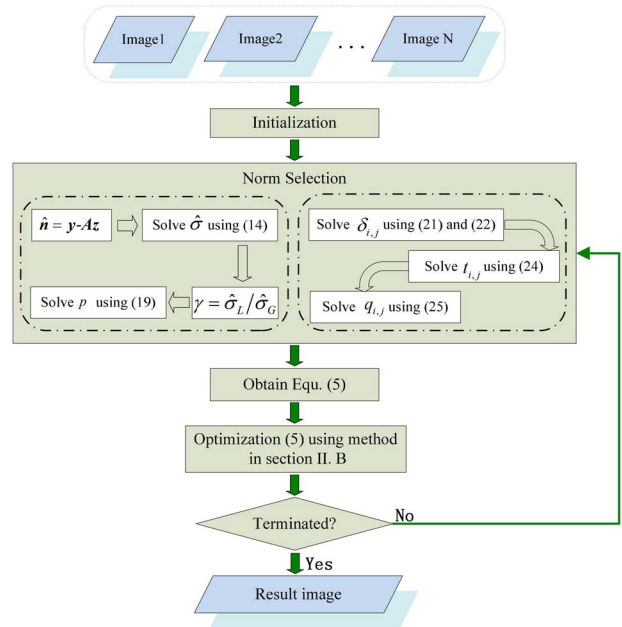 Image1 Image2 ... Image N
Initialization
Norm Selection
n̂ = y-Az
Solve σ̂ using (14)
γ = σ̂_L/σ̂_G
Solve p using (19)
Solve δ_{i,j} using (21) and (22)
Solve t_{i,j} using (24)
Solve q_{i,j} using (25)
Obtain Equ. (5)
Optimization (5) using method
in section II. B
Terminated?
No
Yes
Result image